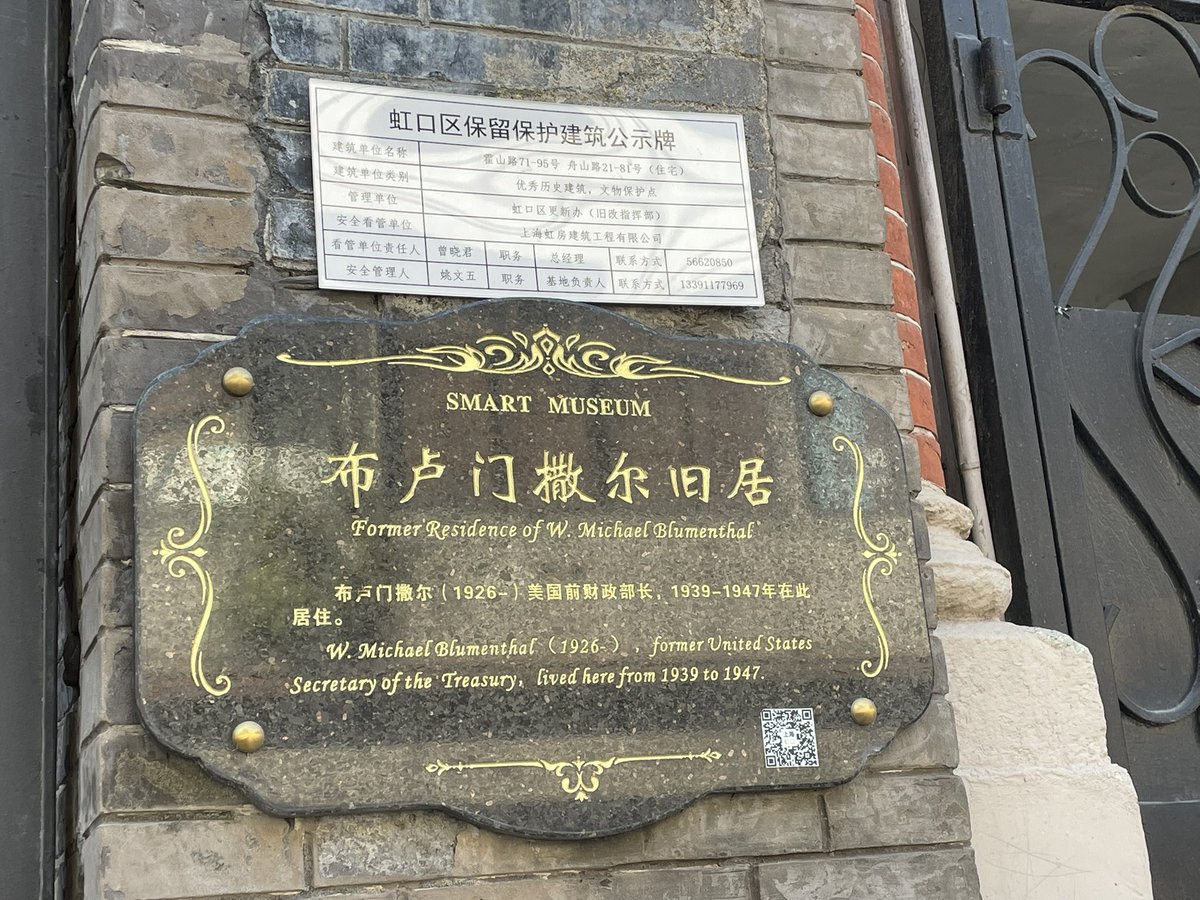 虹口区保留保护建筑公示牌
建筑单位名称 霍山路71-95号 舟山路21-81号（住宅）
建筑单位类别 优秀历史建筑，文物保护点
管理单位 虹口区更新办（旧改指挥部）
安全看管单位 上海虹房建筑工程有限公司
看管单位责任人 曾晓君 职务 总经理 联系方式 56620850
安全管理人 姚文五 职务 基地负责人 联系方式 13391177969
SMART MUSEUM
布卢门撒尔旧居
Former Residence of W. Michael Blumenthal
布卢门撒尔（1926-）美国前财政部长，1939-1947年在此
居住。
W. Michael Blumenthal（1926-），former United States
Secretary of the Treasury, lived here from 1939 to 1947.
上海